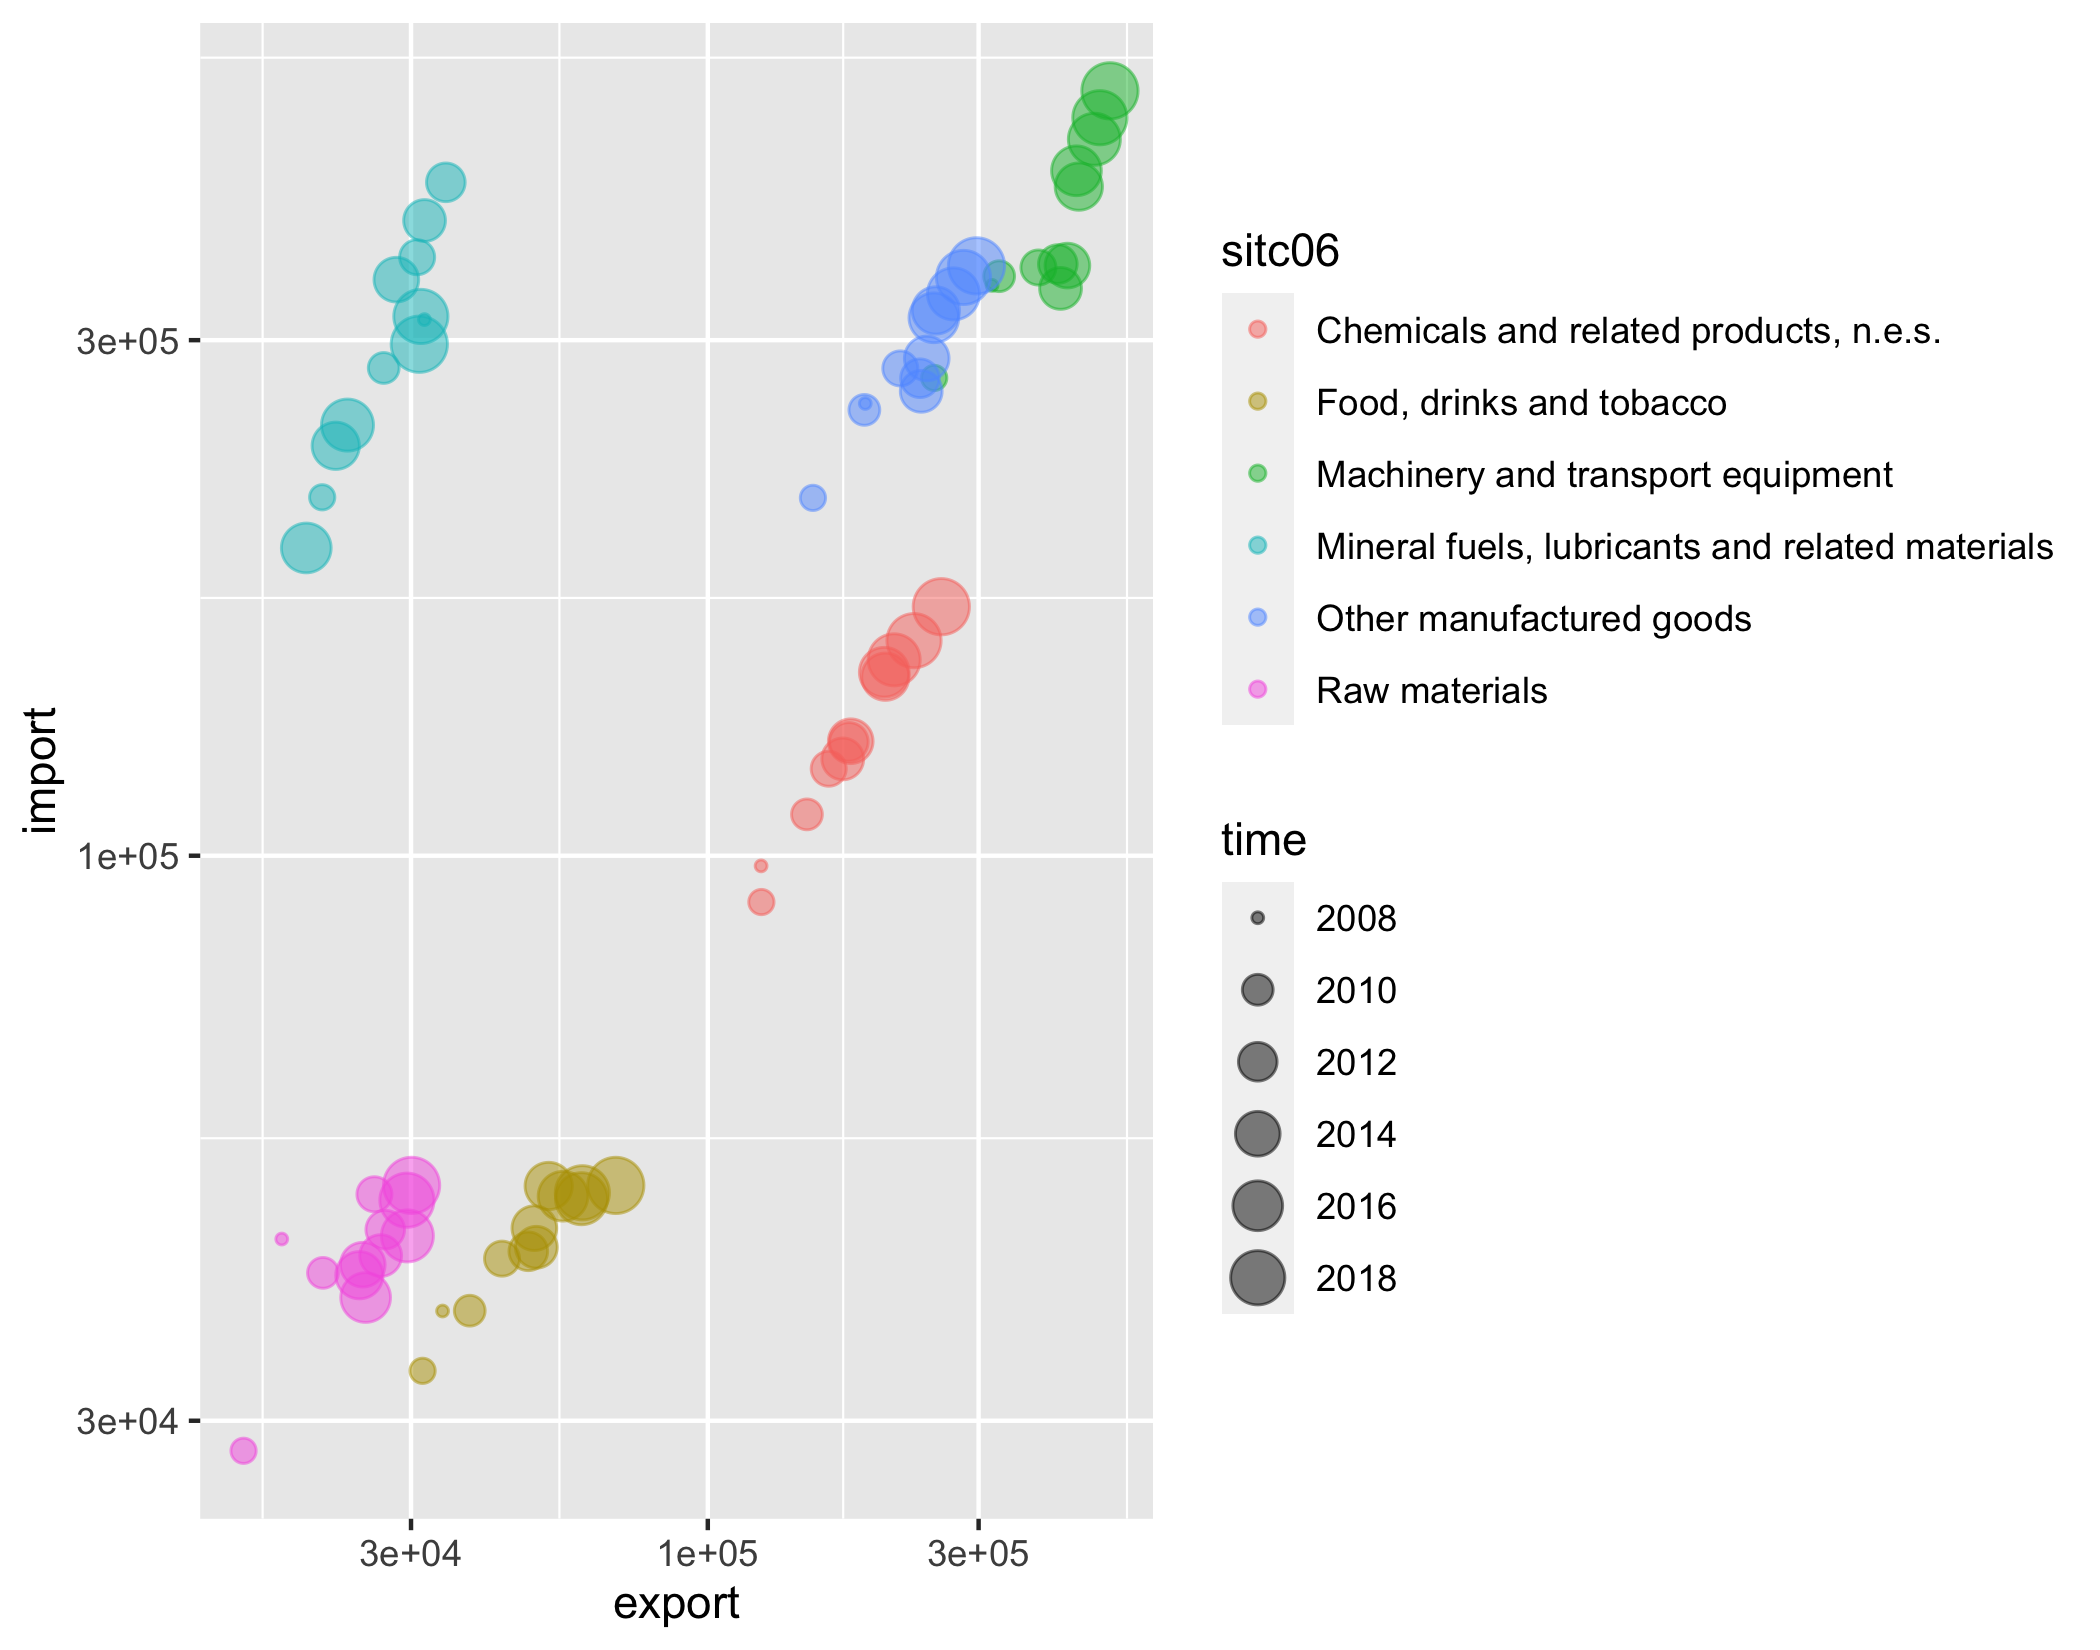 import
3e+05
1e+05
3e+04
3e+04
1e+05
3e+05
export
sitc06
Chemicals and related products, n.e.s.
Food, drinks and tobacco
Machinery and transport equipment
Mineral fuels, lubricants and related materials
Other manufactured goods
Raw materials
time
2008
2010
2012
2014
2016
2018